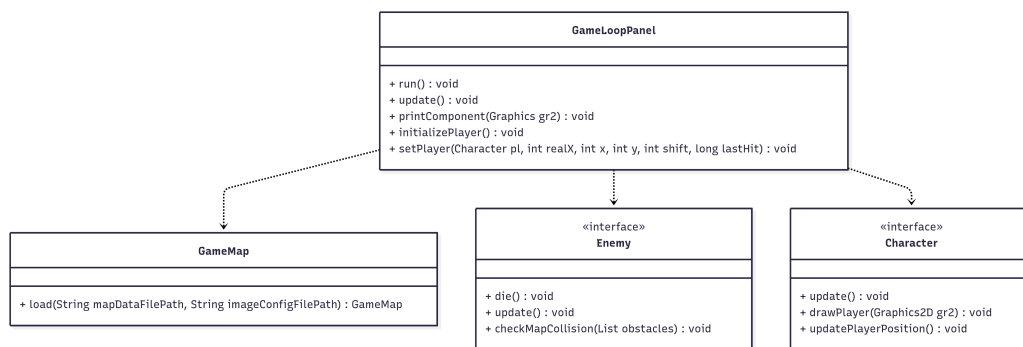 GameLoopPanel
+ run() : void
+ update() : void
+ printComponent(Graphics gr2) : void
+ initializePlayer() : void
+ setPlayer(Character pl, int realX, int x, int y, int shift, long lastHit) : void
GameMap
+ load(String mapDataFilePath, String imageConfigFilePath) : GameMap
«interface»
Enemy
+ die() : void
+ update() : void
+ checkMapCollision(List obstacles) : void
«interface»
Character
+ update() : void
+ drawPlayer(Graphics2D gr2) : void
+ updatePlayerPosition() : void